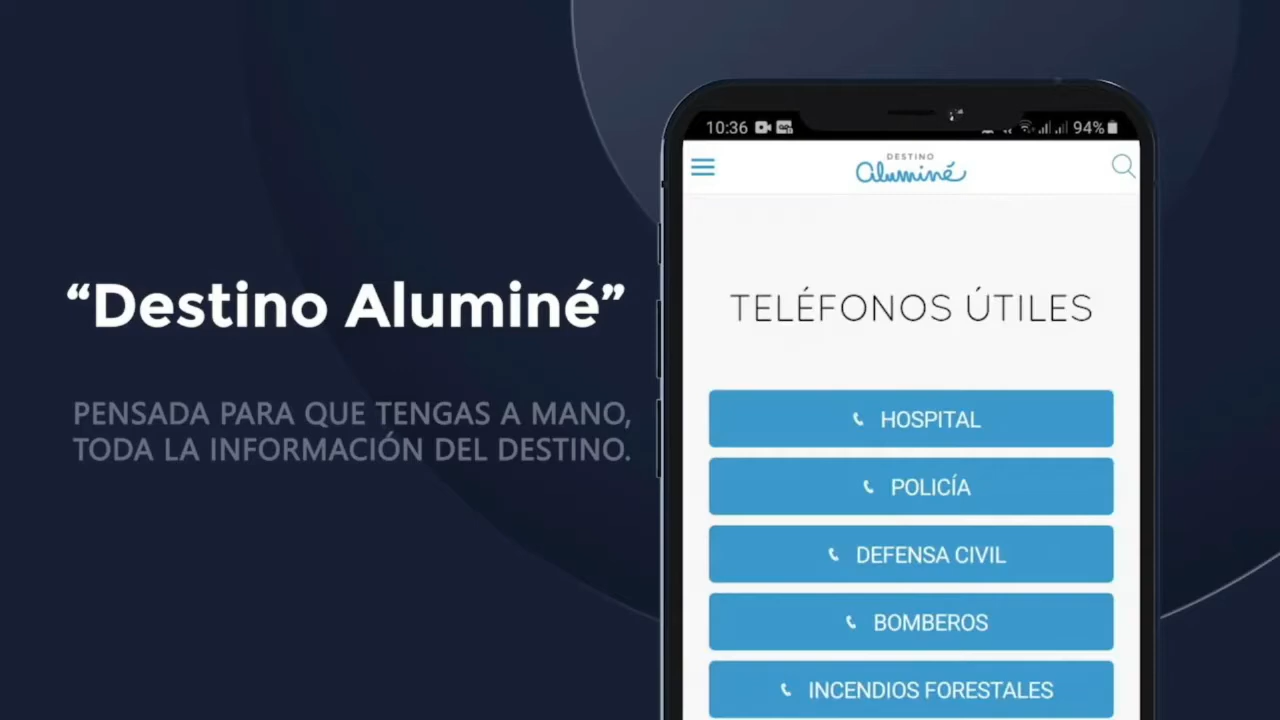 “Destino Aluminé”
PENSADA PARA QUE TENGAS A MANO,
TODA LA INFORMACIÓN DEL DESTINO.
10:36
94%
DESTINO
aluminé
TELÉFONOS ÚTILES
HOSPITAL
POLICÍA
DEFENSA CIVIL
BOMBEROS
INCENDIOS FORESTALES